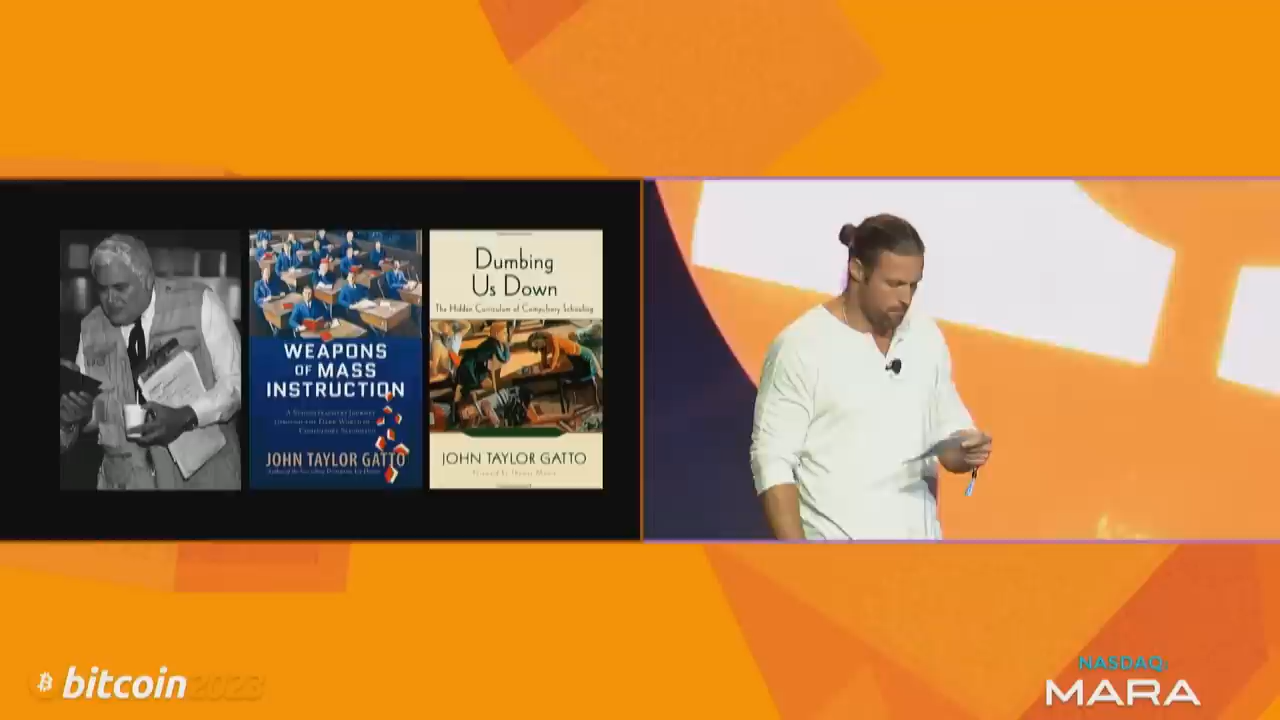 WEAPONS
OF MASS
INSTRUCTION
JOHN TAYLOR GATTO
Dumbing
Us Down
The Hidden Curriculum of Compulsory Schooling
JOHN TAYLOR GATTO
bitcoin 2023
NASDAQ:
MARA